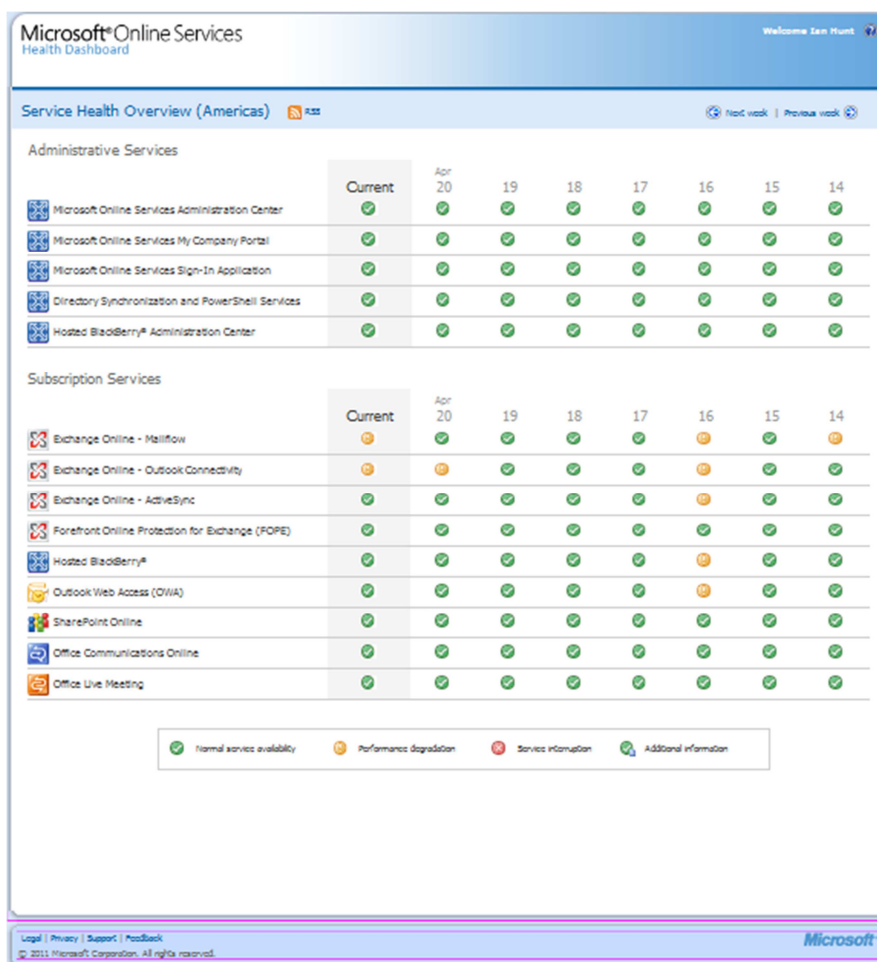 Microsoft® Online Services
Health Dashboard
Welcome Ian Hunt
Service Health Overview (Americas) RSS Next week | Previous week
Administrative Services
Apr
Current 20 19 18 17 16 15 14
Microsoft Online Services Administration Center
Microsoft Online Services My Company Portal
Microsoft Online Services Sign-In Application
Directory Synchronization and PowerShell Services
Hosted BlackBerry® Administration Center
Subscription Services
Apr
Current 20 19 18 17 16 15 14
Exchange Online - Mailflow
Exchange Online - Outlook Connectivity
Exchange Online - ActiveSync
Forefront Online Protection for Exchange (FOPE)
Hosted BlackBerry®
Outlook Web Access (OWA)
SharePoint Online
Office Communications Online
Office Live Meeting
Normal service availability Performance degradation Service interruption Additional information
Legal | Privacy | Support | Feedback
© 2011 Microsoft Corporation. All rights reserved.
Microsoft